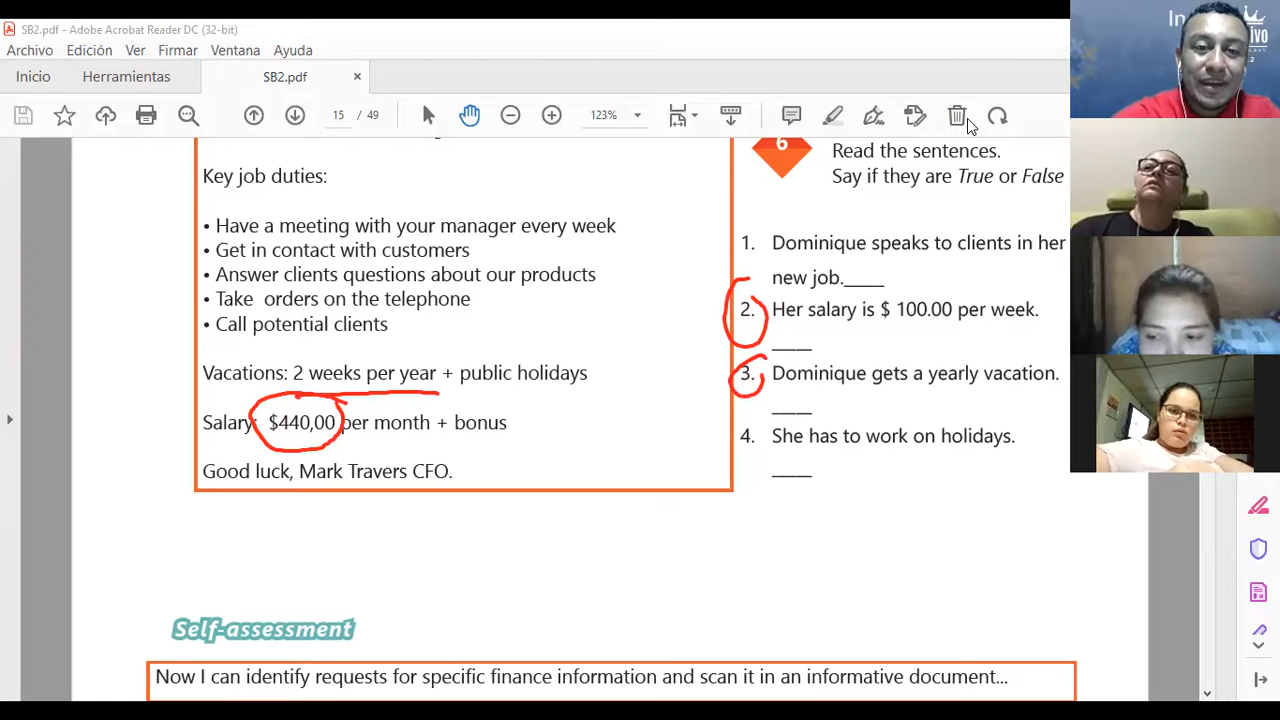 SB2.pdf - Adobe Acrobat Reader DC (32-bit)
Archivo Edición Ver Firmar Ventana Ayuda
Inicio Herramientas SB2.pdf ×
15 / 49 123%
Key job duties:
• Have a meeting with your manager every week
• Get in contact with customers
• Answer clients questions about our products
• Take orders on the telephone
• Call potential clients
Vacations: 2 weeks per year + public holidays
Salary: $440,00 per month + bonus
Good luck, Mark Travers CFO.
6
Read the sentences.
Say if they are True or False
1. Dominique speaks to clients in her
new job.____
2. Her salary is $ 100.00 per week.
____
3. Dominique gets a yearly vacation.
____
4. She has to work on holidays.
____
Self-assessment
Now I can identify requests for specific finance information and scan it in an informative document...